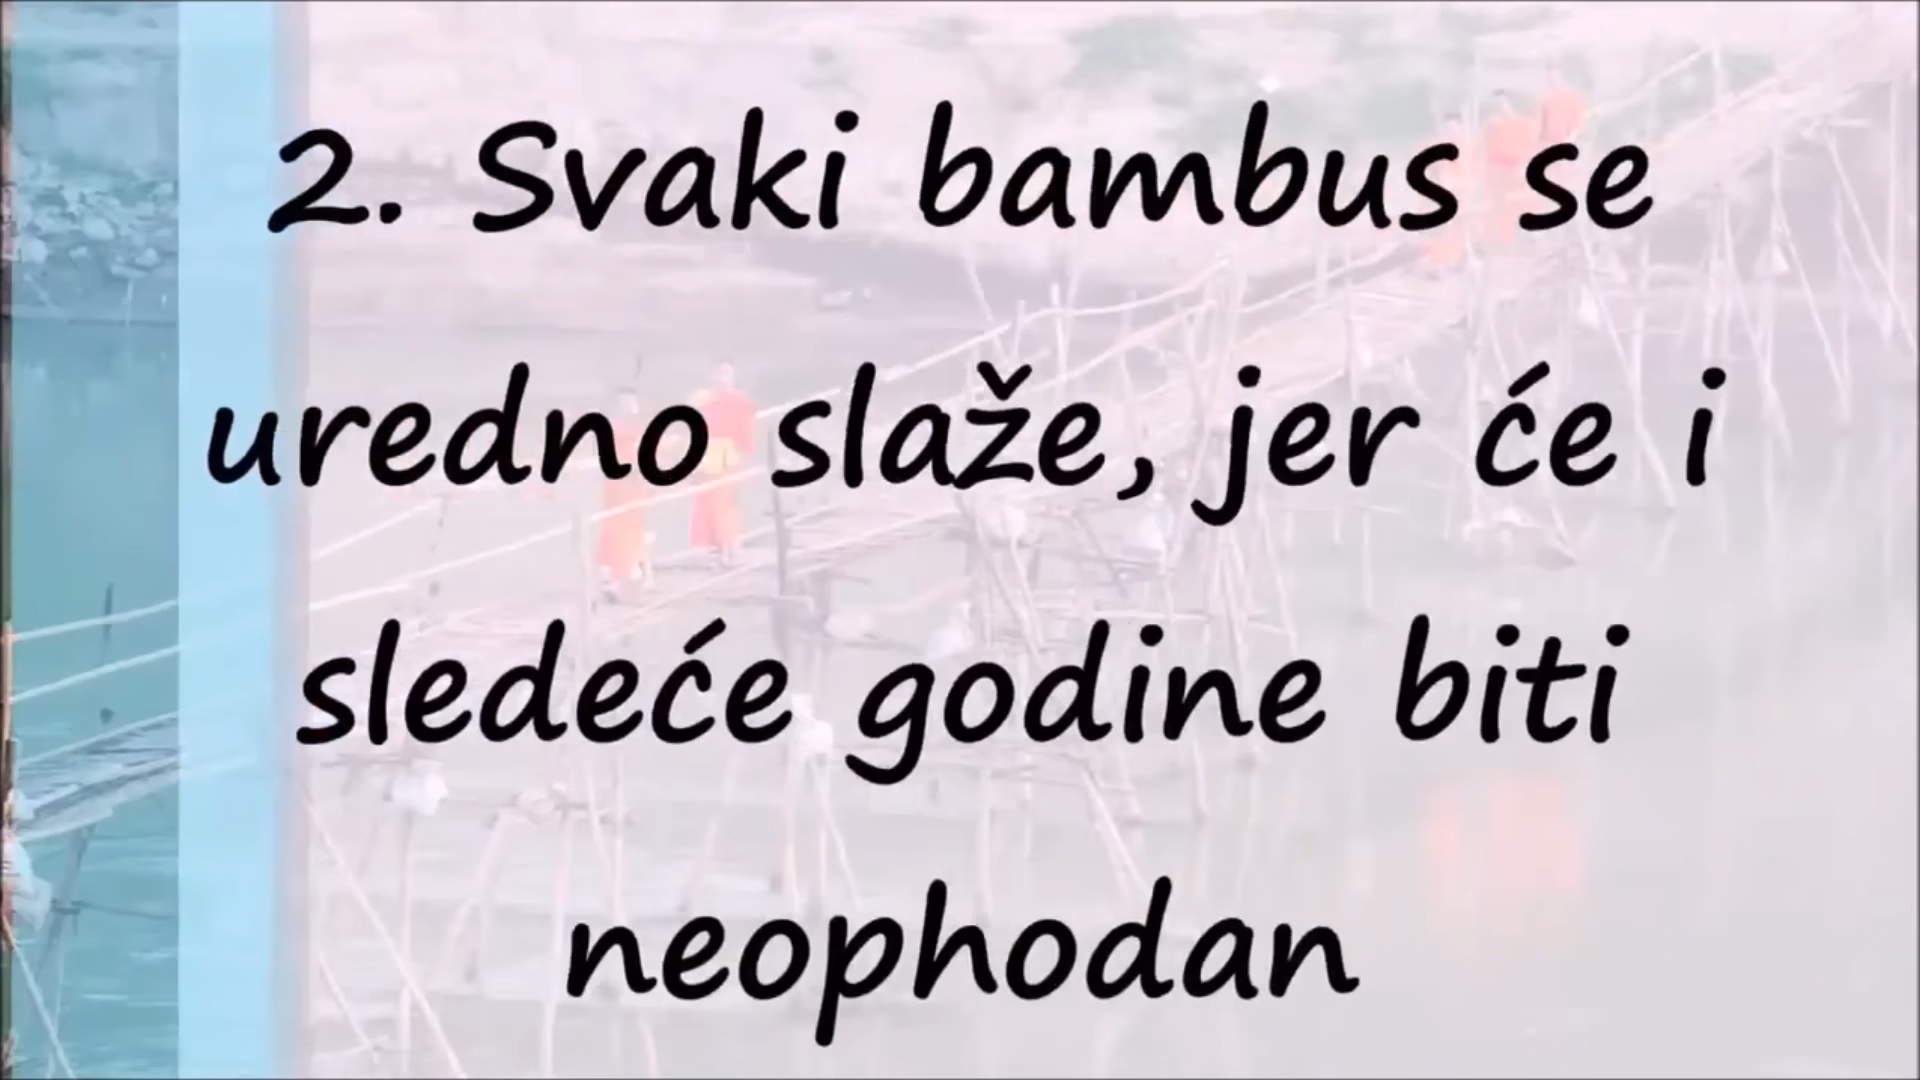 2. Svaki bambus se
uredno slaže, jer će i
sledeće godine biti
neophodan